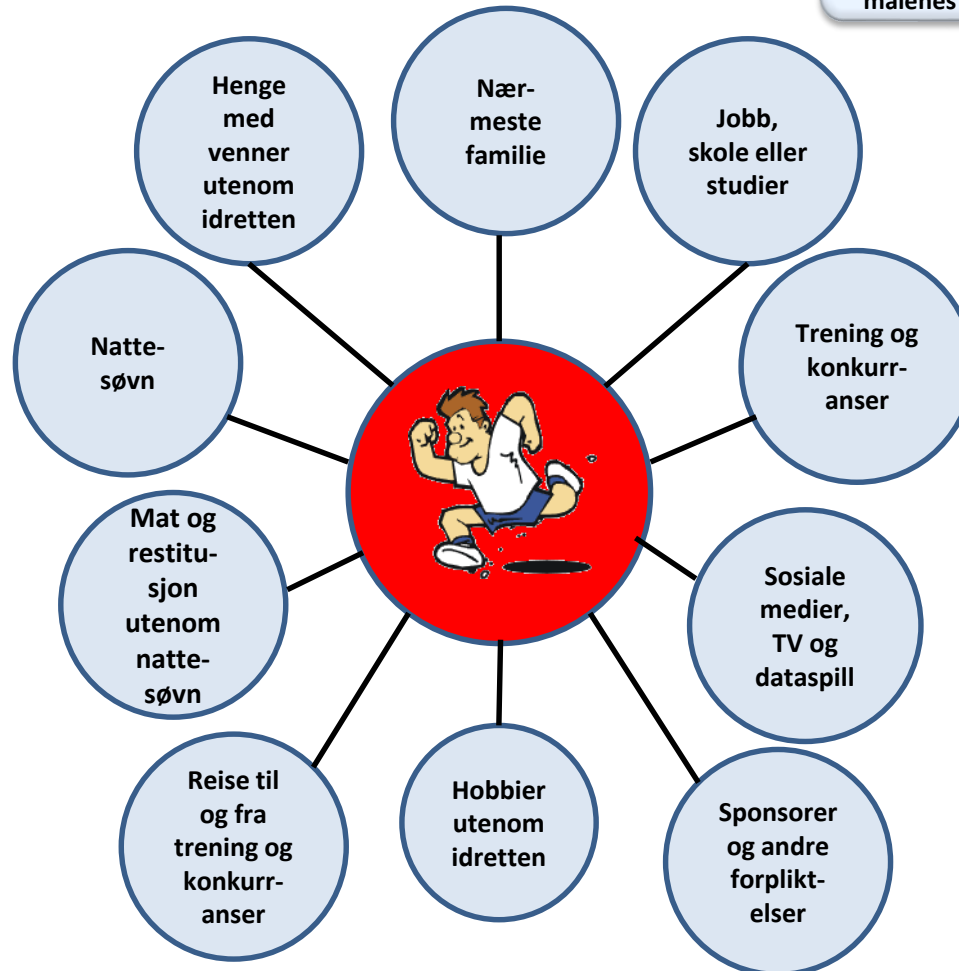 målenes
Henge
med
venner
utenom
idretten
Nær-
meste
familie
Jobb,
skole eller
studier
Natte-
søvn
Trening og
konkurr-
anser
Mat og
restitu-
sjon
utenom
natte-
søvn
Sosiale
medier,
TV og
dataspill
Reise til
og fra
trening og
konkurr-
anser
Hobbier
utenom
idretten
Sponsorer
og andre
forplikt-
elser